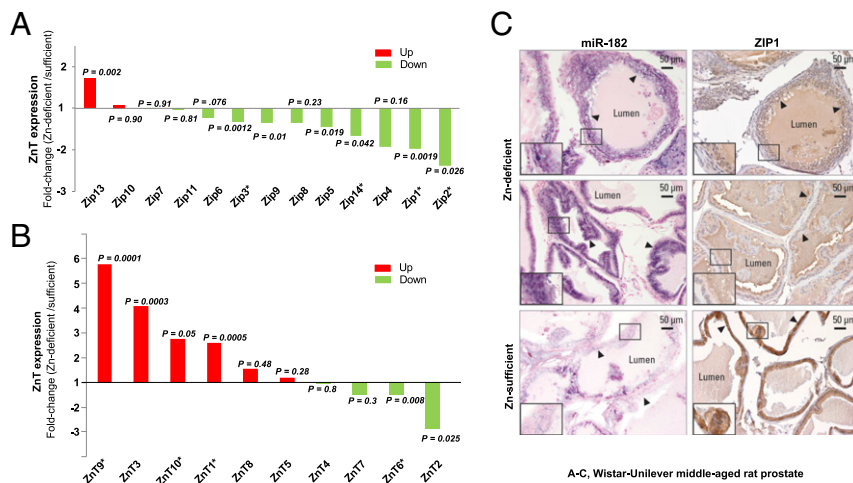 A
Up
Down
ZnT expression
Fold-change (Zn-deficient /sufficient)
2
1
-2
-3
P = 0.002
P = 0.90
P = 0.91
P = 0.81
P = .076
P = 0.0012
P = 0.01
P = 0.23
P = 0.019
P = 0.042
P = 0.16
P = 0.0019
P = 0.026
Zip13
Zip10
Zip7
Zip11
Zip6
Zip3*
Zip9
Zip8
Zip5
Zip14*
Zip4
Zip1*
Zip2*
B
Up
Down
ZnT expression
Fold-change (Zn-deficient /sufficient)
6
5
4
3
2
1
-2
-3
P = 0.0001
P = 0.0003
P = 0.05
P = 0.0005
P = 0.48
P = 0.28
P = 0.8
P = 0.3
P = 0.008
P = 0.025
ZnT9*
ZnT3
ZnT10*
ZnT1*
ZnT8
ZnT5
ZnT4
ZnT7
ZnT6*
ZnT2
C
miR-182
ZIP1
Zn-deficient
Zn-sufficient
50 µm
Lumen
50 µm
Lumen
Lumen
50 µm
50 µm
Lumen
50 µm
Lumen
50 µm
Lumen
A-C, Wistar-Unilever middle-aged rat prostate